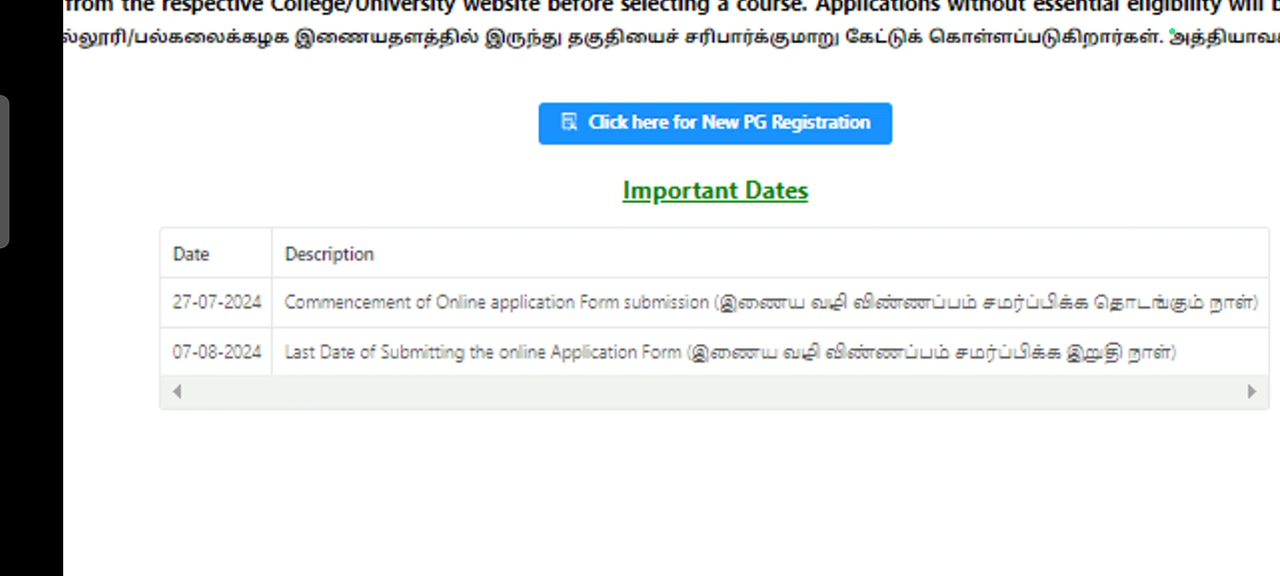 from the respective College/University website before selecting a course. Applications without essential eligibility will
ல்லூரி/பல்கலைக்கழக இணையதளத்தில் இருந்து தகுதியைச் சரிபார்க்குமாறு கேட்டுக் கொள்ளப்படுகிறார்கள்.
Click here for New PG Registration
Important Dates
Date Description
27-07-2024 Commencement of Online application Form submission (இணைய வழி விண்ணப்பம் சமர்ப்பிக்க தொடங்கும் நாள்)
07-08-2024 Last Date of Submitting the online Application Form (இணைய வழி விண்ணப்பம் சமர்ப்பிக்க இறுதி நாள்)